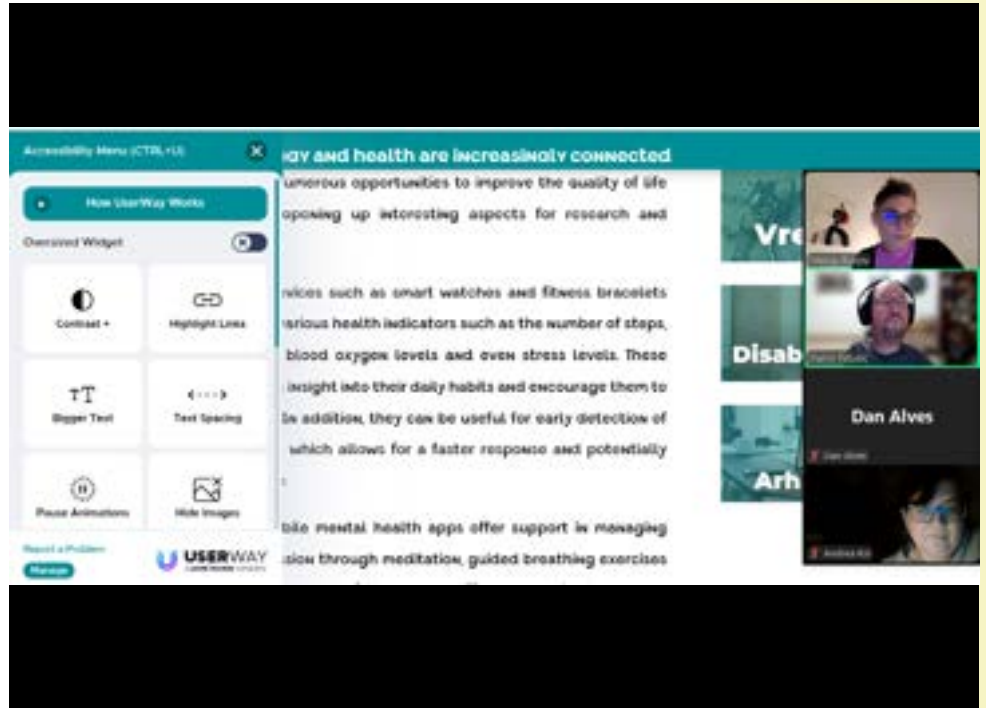 Accessibility Menu (CTRL+U)
How UserWay Works
Oversized Widget
Contrast +
Highlight Links
Bigger Text
Text Spacing
Pause Animations
Hide Images
Report a Problem
Manage
USERWAY
ay and health are increasingly connected
umerous opportunities to improve the quality of life
opening up interesting aspects for research and
vices such as smart watches and fitness bracelets
various health indicators such as the number of steps,
blood oxygen levels and even stress levels. These
insight into their daily habits and encourage them to
In addition, they can be useful for early detection of
which allows for a faster response and potentially
bile mental health apps offer support in managing
sion through meditation, guided breathing exercises
Vre
Disab
Arh
Dan Alves
Dan Alves